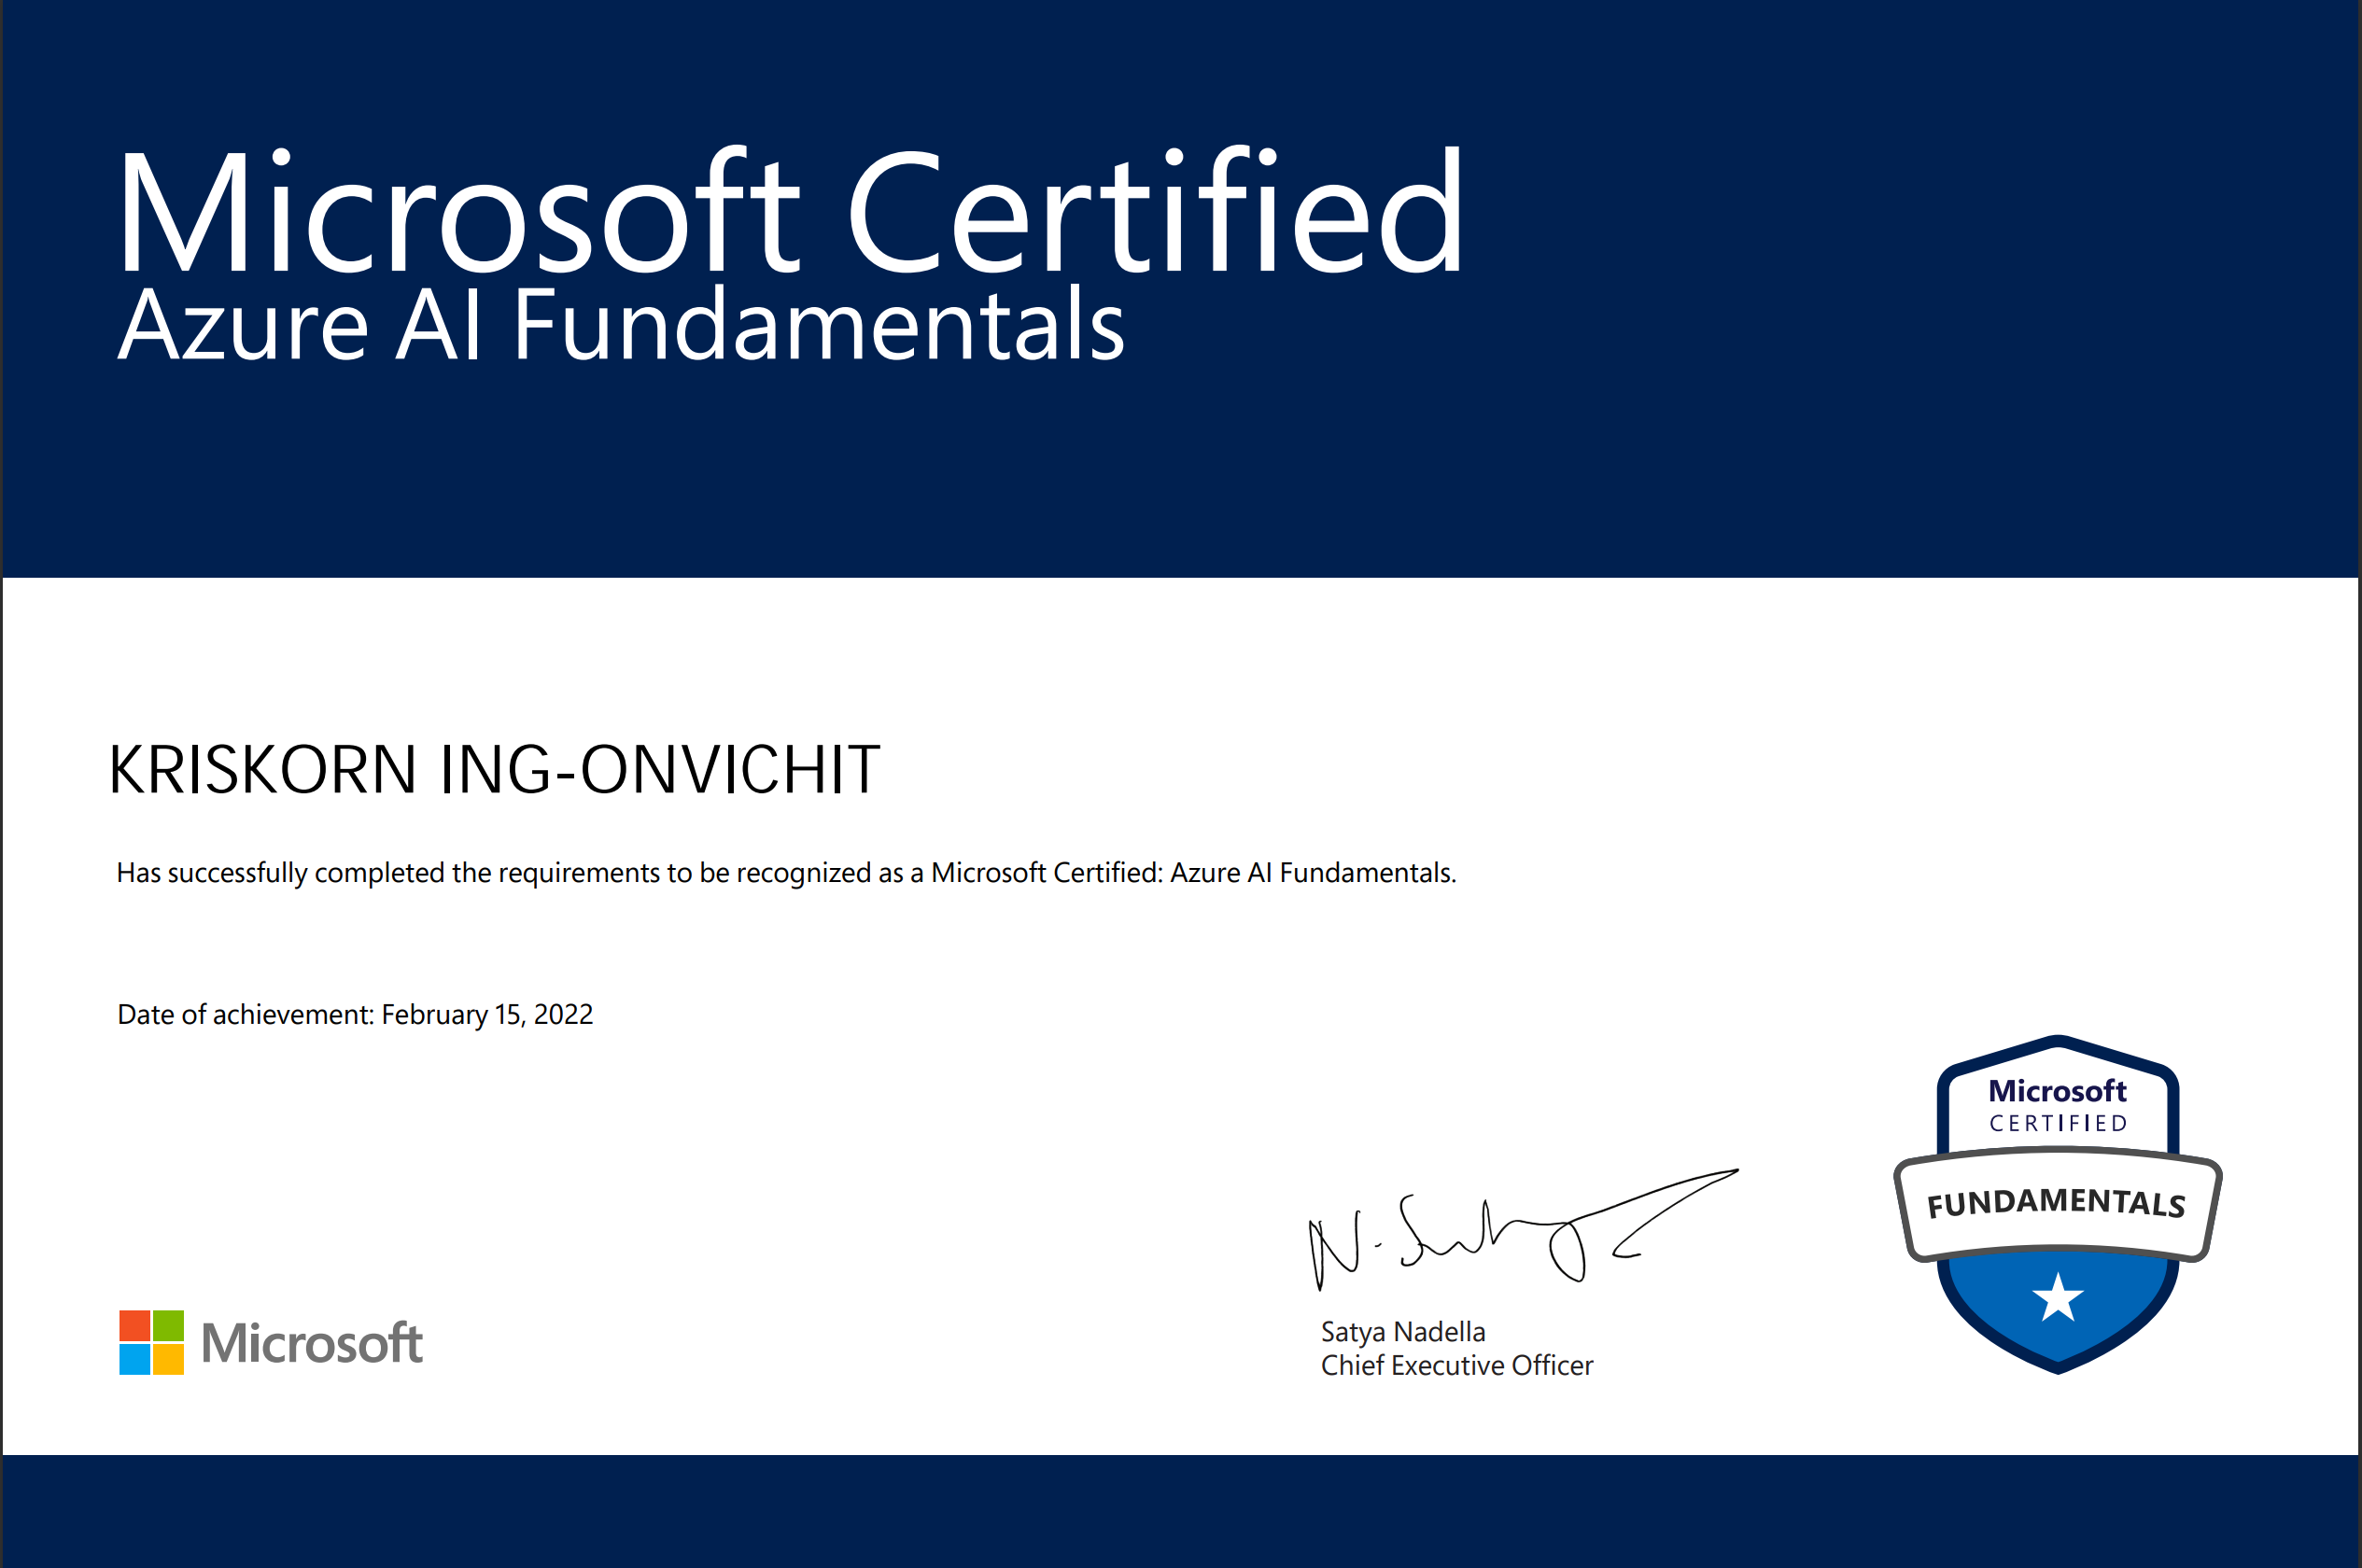 Microsoft Certified
Azure AI Fundamentals
KRISKORN ING-ONVICHIT
Has successfully completed the requirements to be recognized as a Microsoft Certified: Azure AI Fundamentals.
Date of achievement: February 15, 2022
Microsoft
CERTIFIED
FUNDAMENTALS
Satya Nadella
Chief Executive Officer
Microsoft